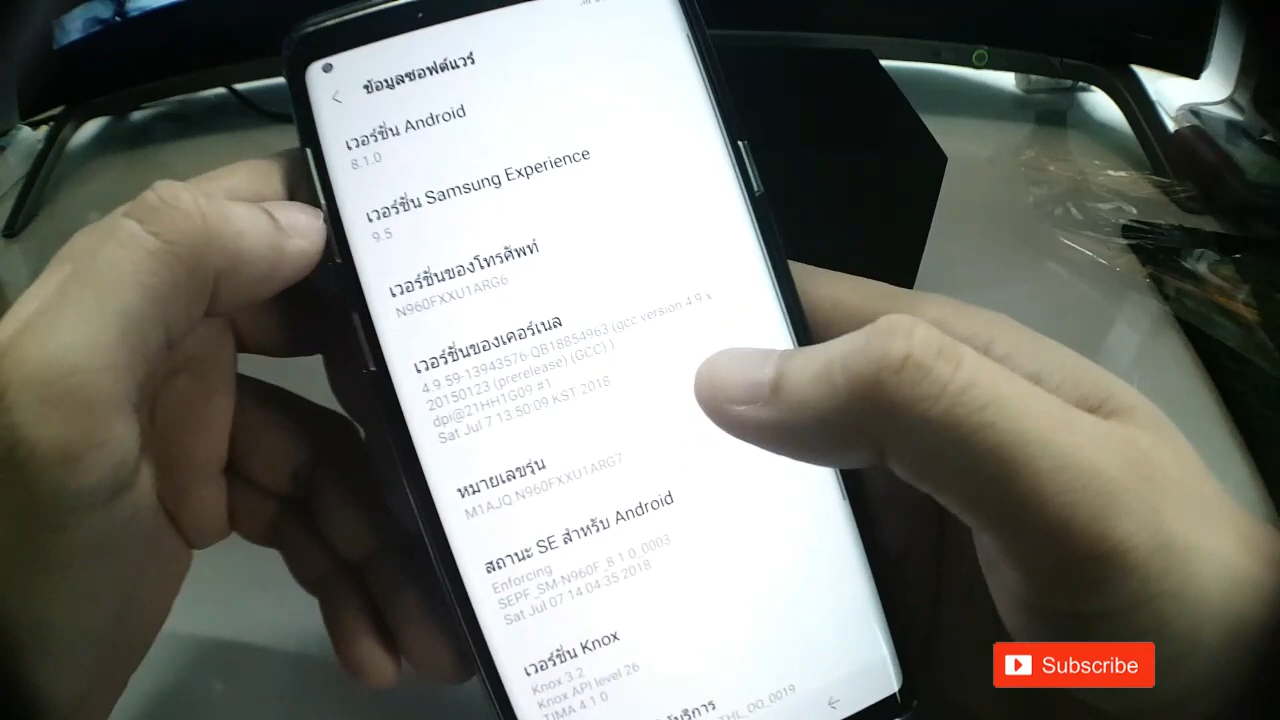 ข้อมูลซอฟต์แวร์
เวอร์ชั่น Android
8.1.0
เวอร์ชั่น Samsung Experience
9.5
เวอร์ชั่นของโทรศัพท์
N960FXXU1ARG6
เวอร์ชั่นของเคอร์เนล
4.9.59-13943576-QB18854963 (gcc version 4.9.x
20150123 (prerelease) (GCC) )
dpi@21HH1G09 #1
Sat Jul 7 13:50:09 KST 2018
หมายเลขรุ่น
M1AJQ.N960FXXU1ARG7
สถานะ SE สำหรับ Android
Enforcing
SEPF_SM-N960F_8.1.0_0003
Sat Jul 07 14:04:35 2018
เวอร์ชั่น Knox
Knox 3.2
Knox API level 26
TIMA 4.1.0
THL_OO_0019
Subscribe